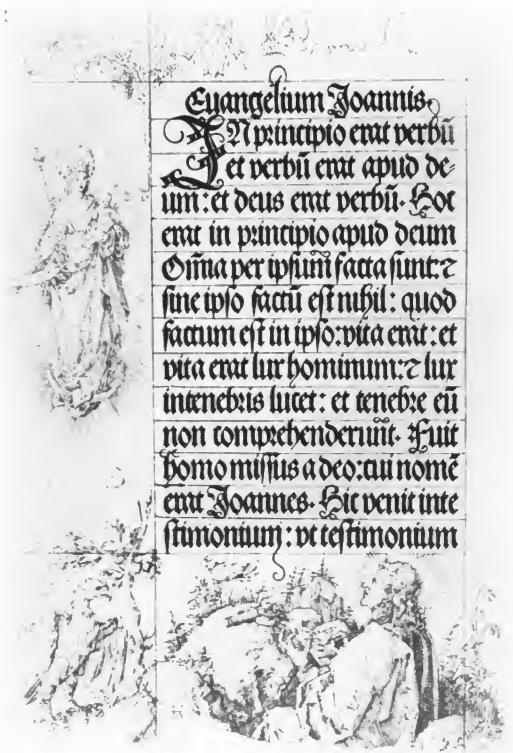 Euangelium Joannis.
IN principio erat verbū
et verbū erat apud de-
um: et deus erat verbū. Hoc
erat in principio apud deum
Om̄ia per ipsum facta sunt: ⁊
sine ipso factū est nihil: quod
factum est in ipso: vita erat: et
vita erat lux hominum: ⁊ lux
intenebris lucet: et tenebre eū
non comprehenderunt. Fuit
homo missus a deo: cui nomē
erat Joannes. Hic venit inte
stimonium: vt testimonium